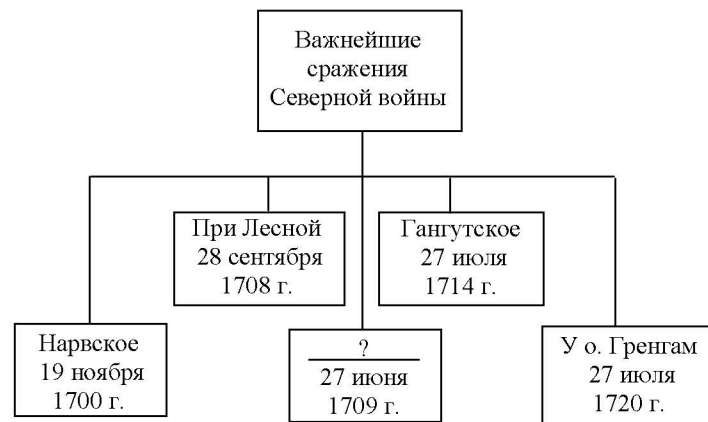 Важнейшие
сражения
Северной войны
При Лесной
28 сентября
1708 г.
Гангутское
27 июля
1714 г.
Нарвское
19 ноября
1700 г.
?
27 июня
1709 г.
У о. Гренгам
27 июля
1720 г.